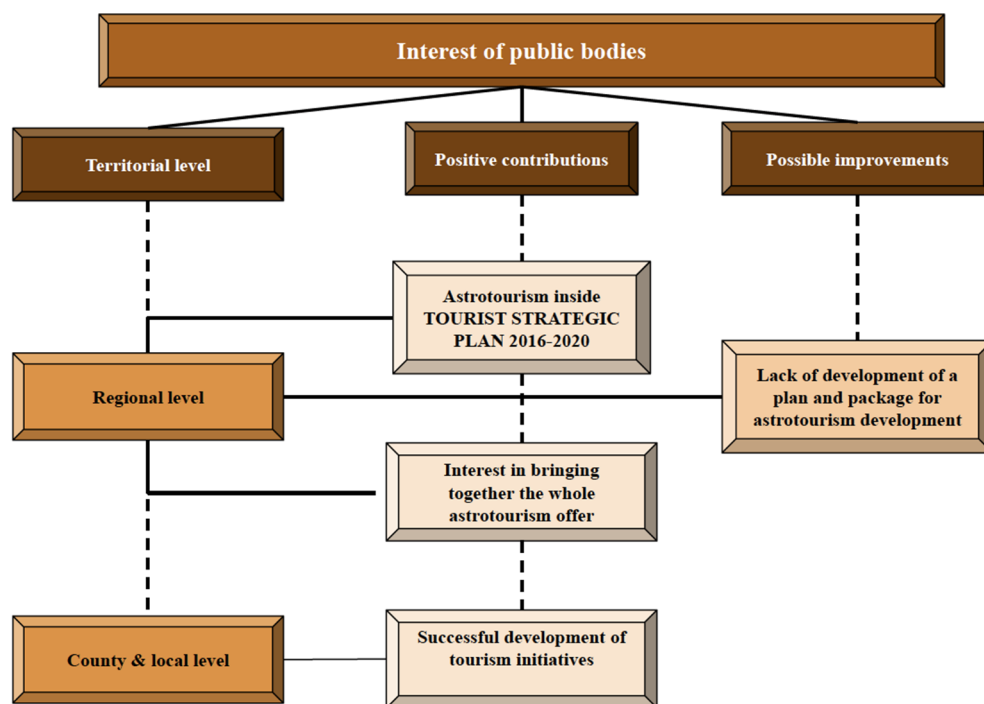 Interest of public bodies
Territorial level
Positive contributions
Possible improvements
Astrotourism inside
TOURIST STRATEGIC
PLAN 2016-2020
Regional level
Lack of development of a
plan and package for
astrotourism development
Interest in bringing
together the whole
astrotourism offer
County & local level
Successful development of
tourism initiatives